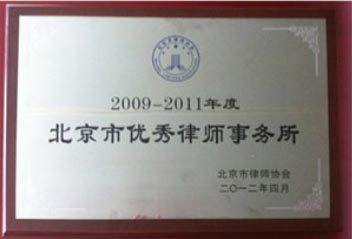 2009-2011年度
北京市优秀律师事务所
北京市律师协会
二〇一二年四月